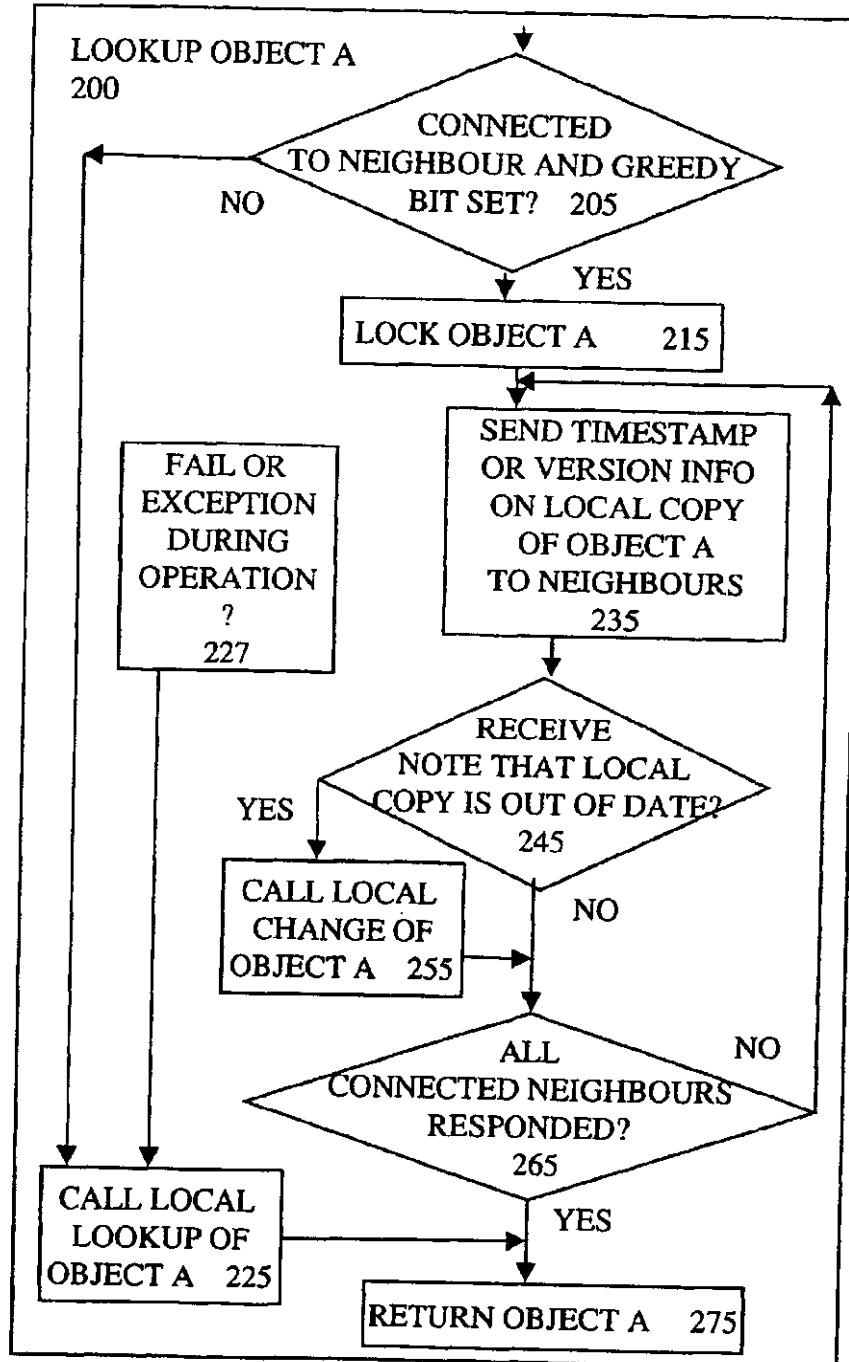 LOOKUP OBJECT A
200
CONNECTED
TO NEIGHBOUR AND GREEDY
BIT SET? 205
NO
YES
LOCK OBJECT A 215
SEND TIMESTAMP
OR VERSION INFO
ON LOCAL COPY
OF OBJECT A
TO NEIGHBOURS
235
FAIL OR
EXCEPTION
DURING
OPERATION
?
227
RECEIVE
NOTE THAT LOCAL
COPY IS OUT OF DATE?
245
YES
NO
CALL LOCAL
CHANGE OF
OBJECT A 255
ALL
CONNECTED NEIGHBOURS
RESPONDED?
265
NO
YES
CALL LOCAL
LOOKUP OF
OBJECT A 225
RETURN OBJECT A 275